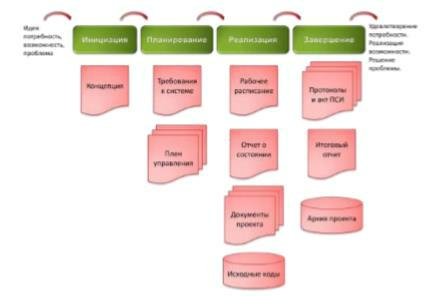 Идеи
потребность,
возможность,
проблема
Инициация
Планирование
Реализация
Завершение
Удовлетворение
потребности.
Реализация
возможности.
Решение
проблемы.
Концепция
Требования
к системе
Рабочее
расписание
Протоколы
и акт ПСИ
План
управления
Отчет о
состоянии
Итоговый
отчет
Документы
проекта
Архив проекта
Исходные коды